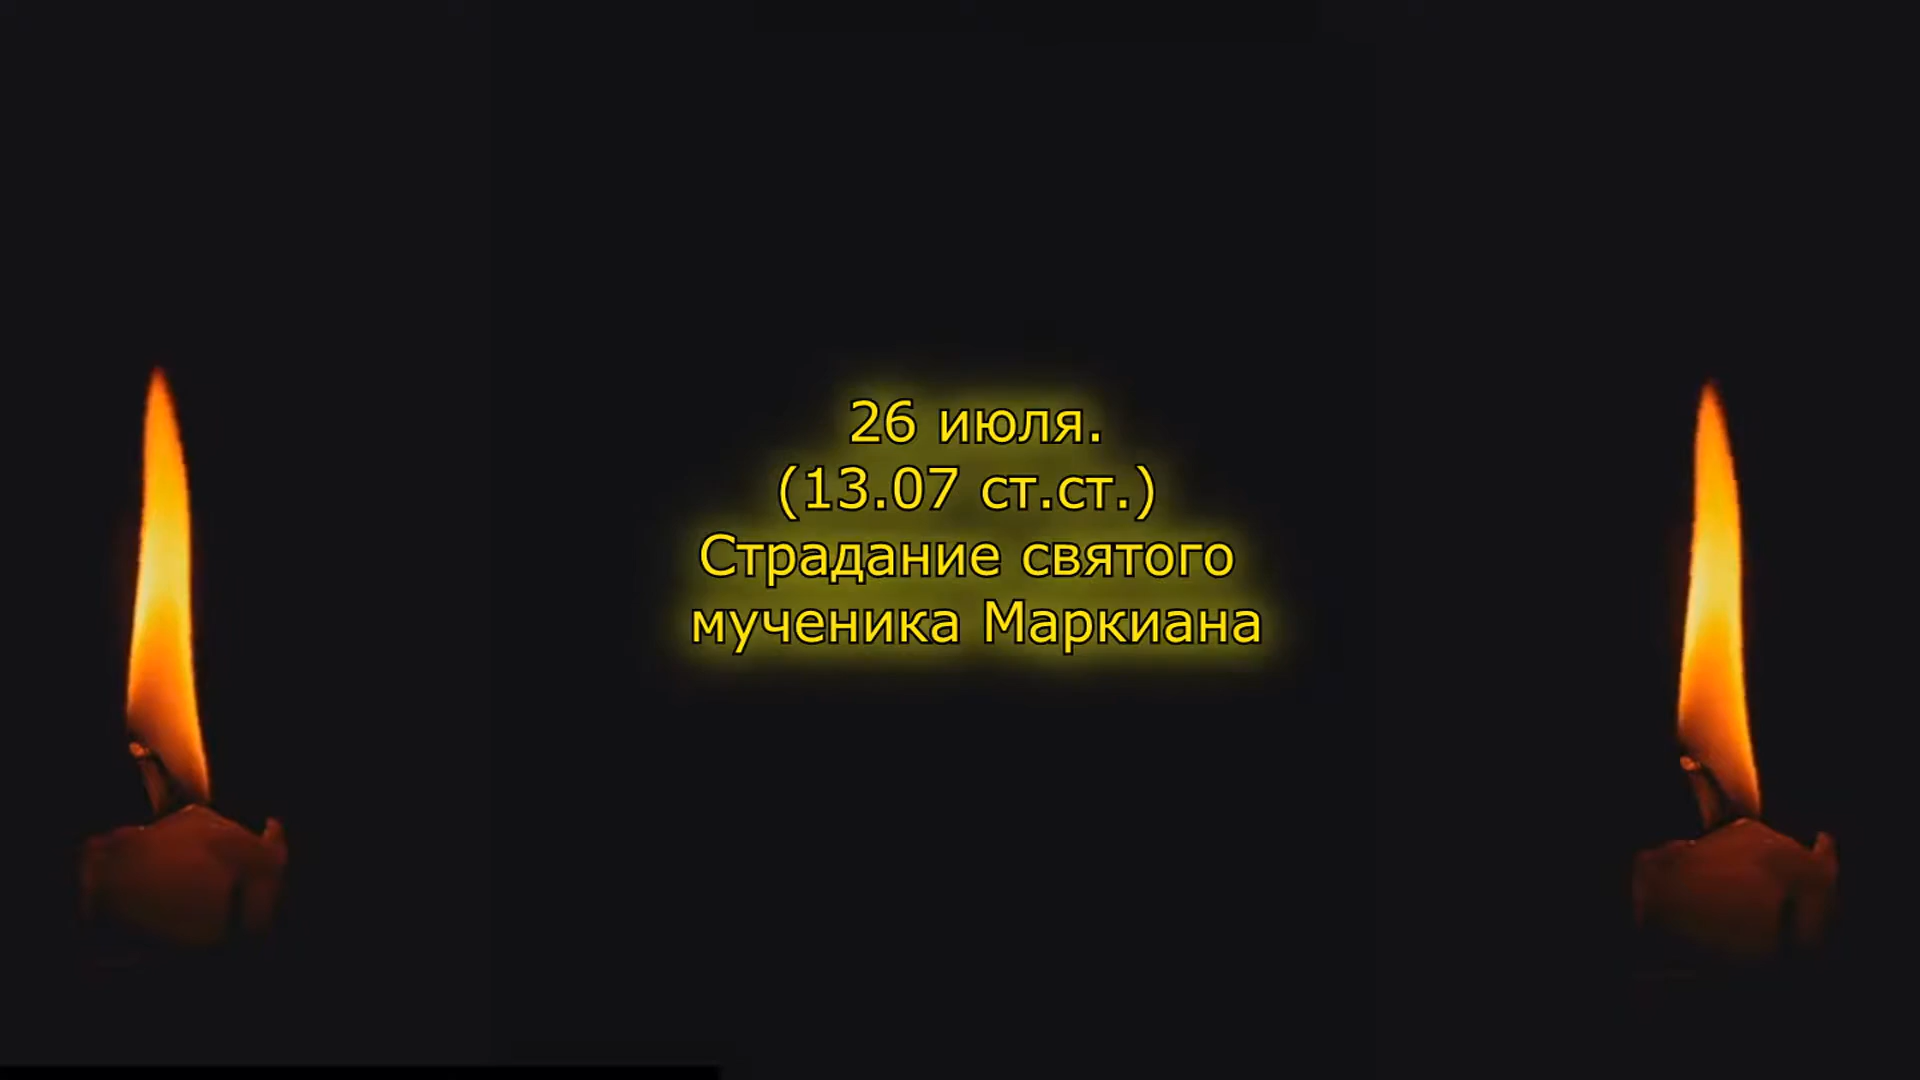 26 июля.
(13.07 ст.ст.)
Страдание святого
мученика Маркиана